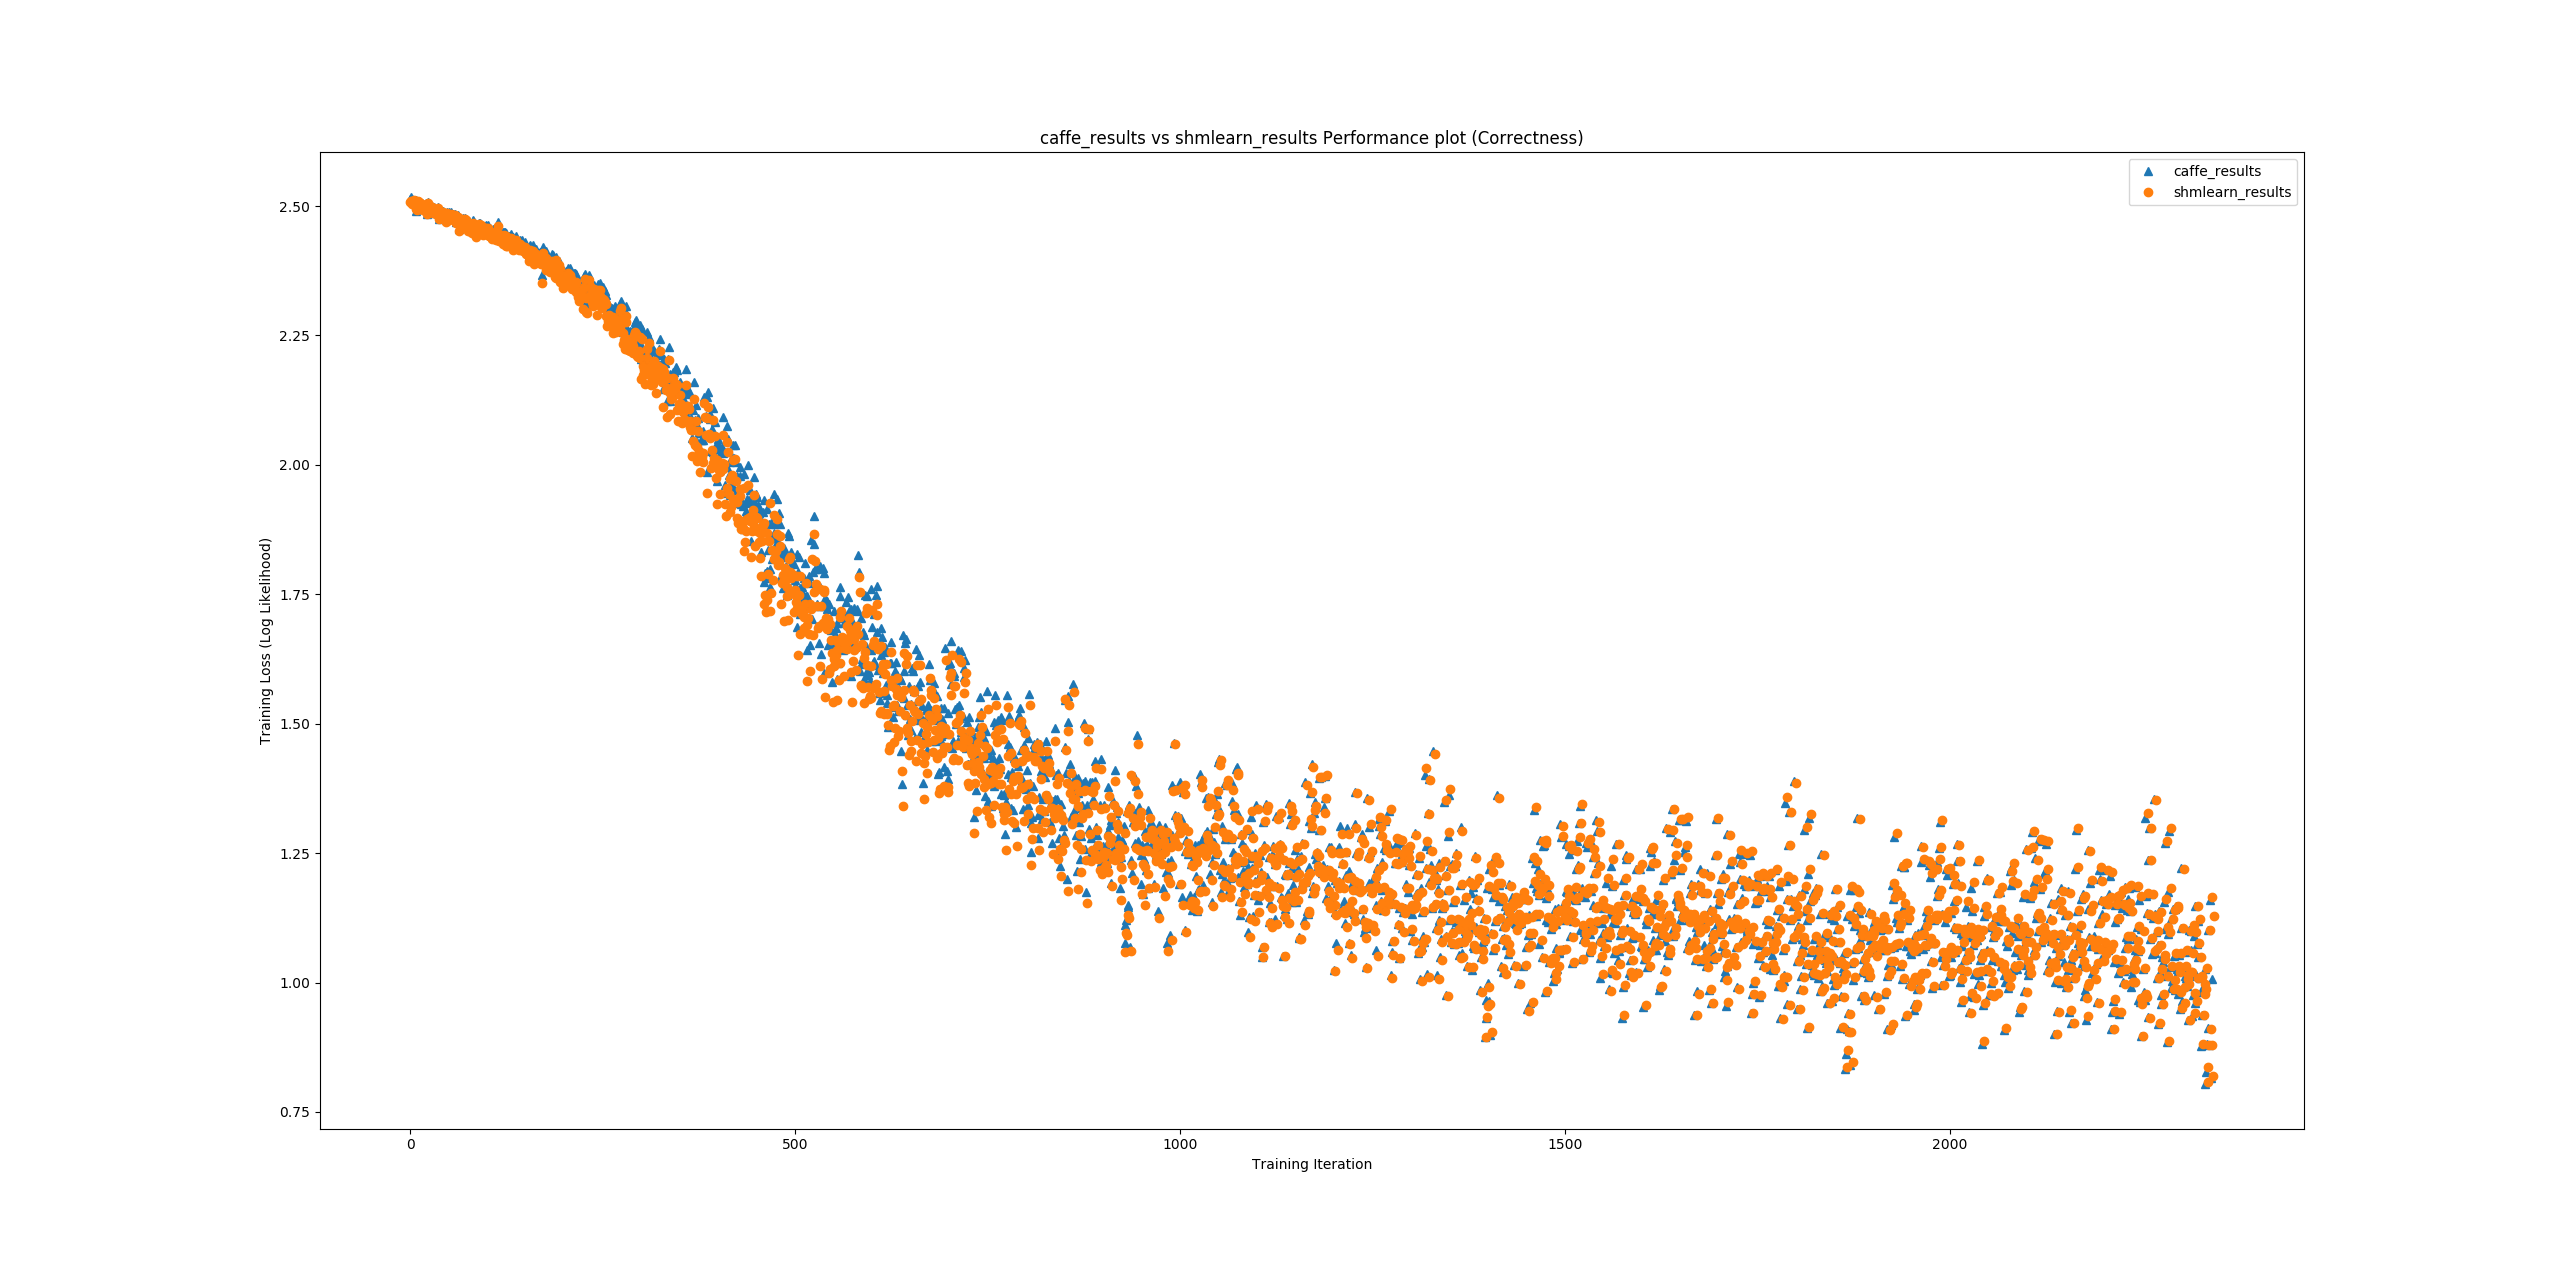 caffe_results vs shmlearn_results Performance plot (Correctness)
caffe_results
shmlearn_results
2.50
2.25
2.00
1.75
1.50
1.25
1.00
0.75
Training Loss (Log Likelihood)
0 500 1000 1500 2000
Training Iteration